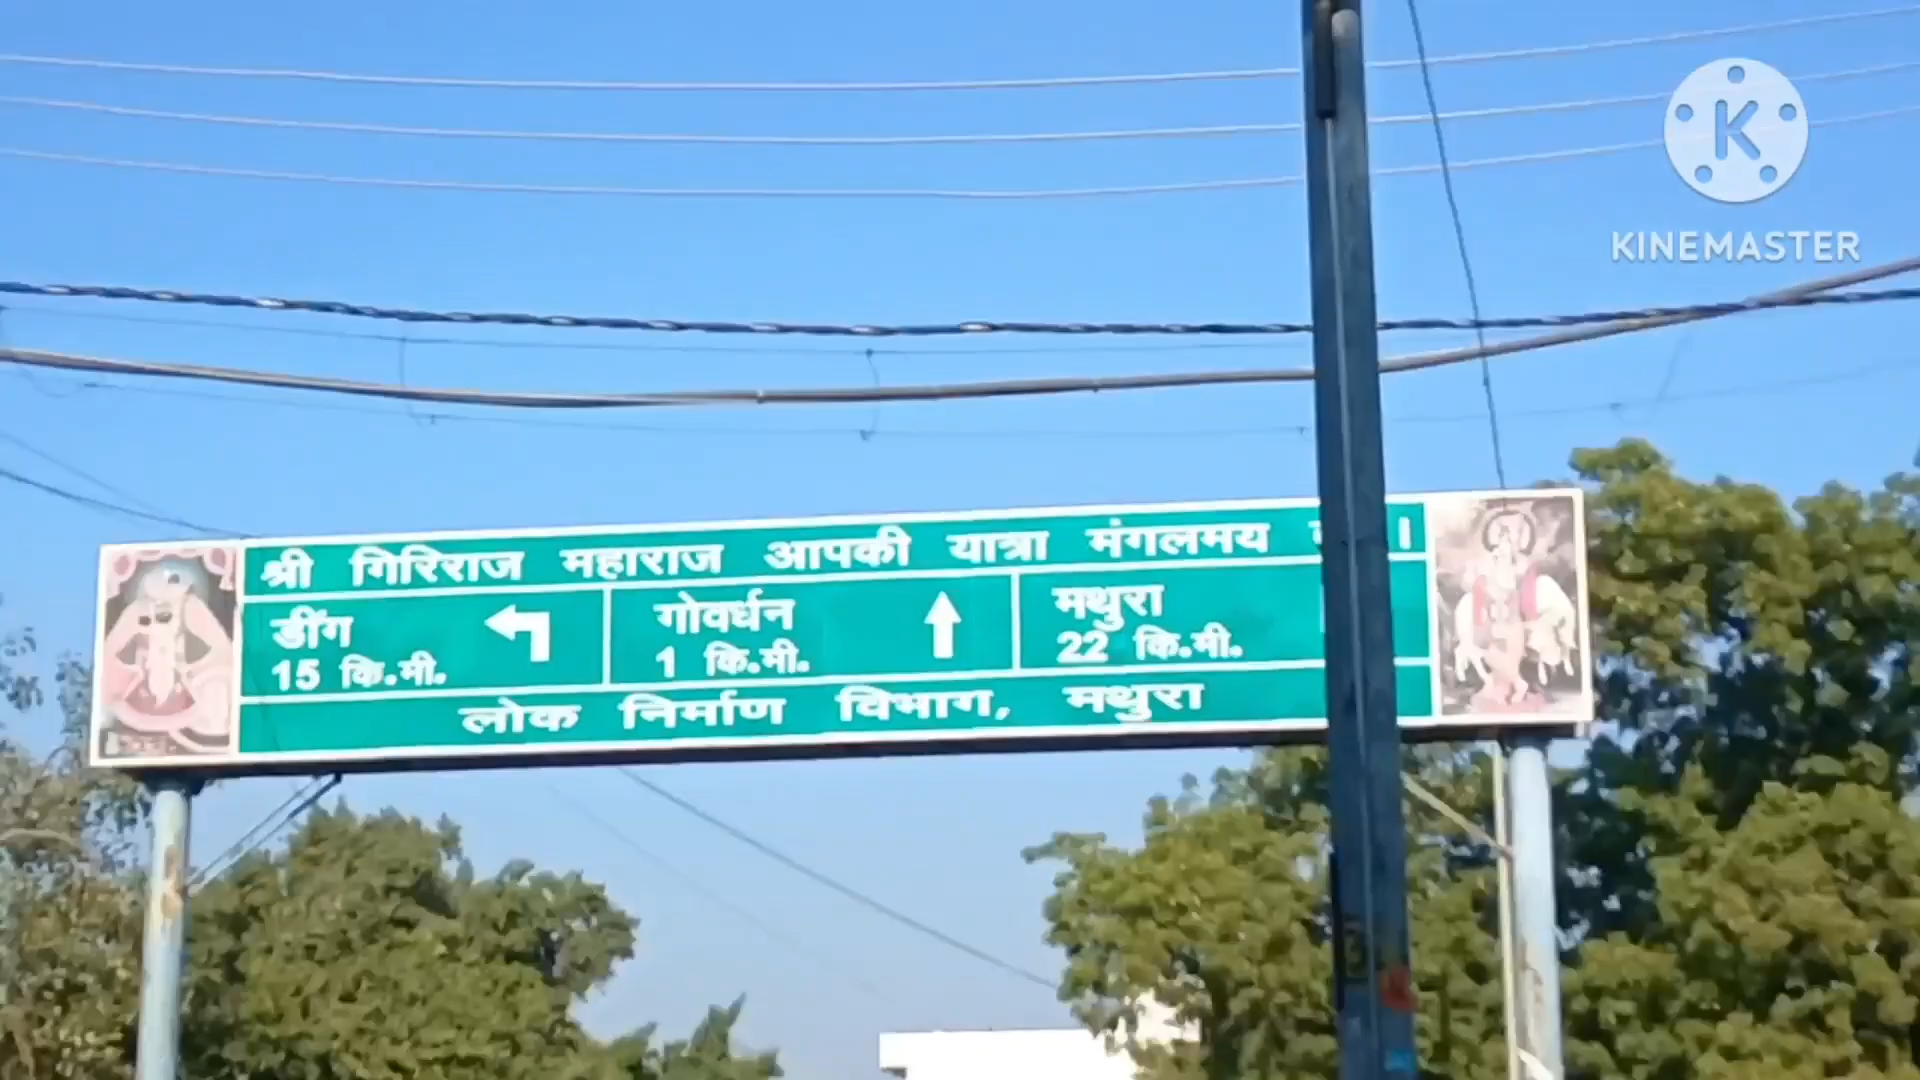 श्री गिरिराज महाराज आपकी यात्रा मंगलमय
डींग
15 कि.मी.
गोवर्धन
1 कि.मी.
मथुरा
22 कि.मी.
लोक निर्माण विभाग, मथुरा
K
KINEMASTER